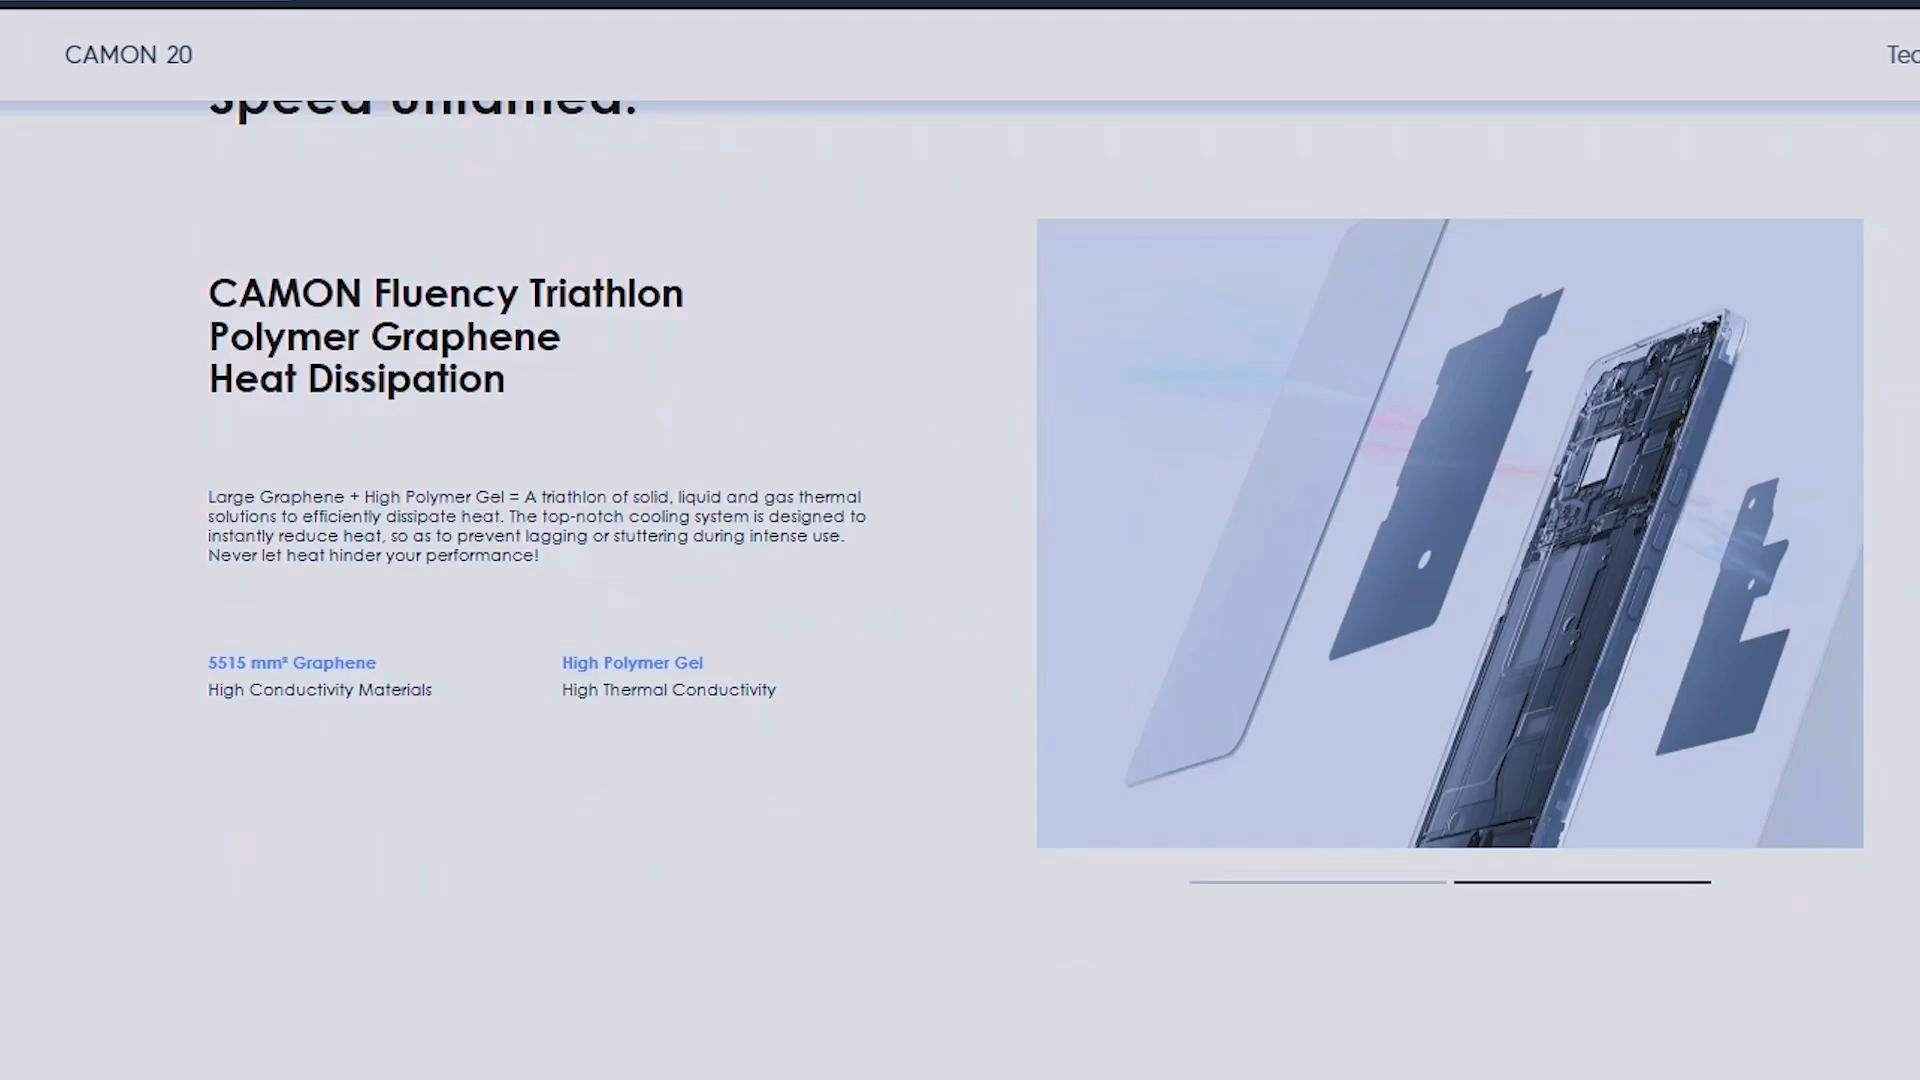 CAMON 20
Speed untamed.
CAMON Fluency Triathlon
Polymer Graphene
Heat Dissipation
Large Graphene + High Polymer Gel = A triathlon of solid, liquid and gas thermal
solutions to efficiently dissipate heat. The top-notch cooling system is designed to
instantly reduce heat, so as to prevent lagging or stuttering during intense use.
Never let heat hinder your performance!
5515 mm² Graphene
High Conductivity Materials
High Polymer Gel
High Thermal Conductivity